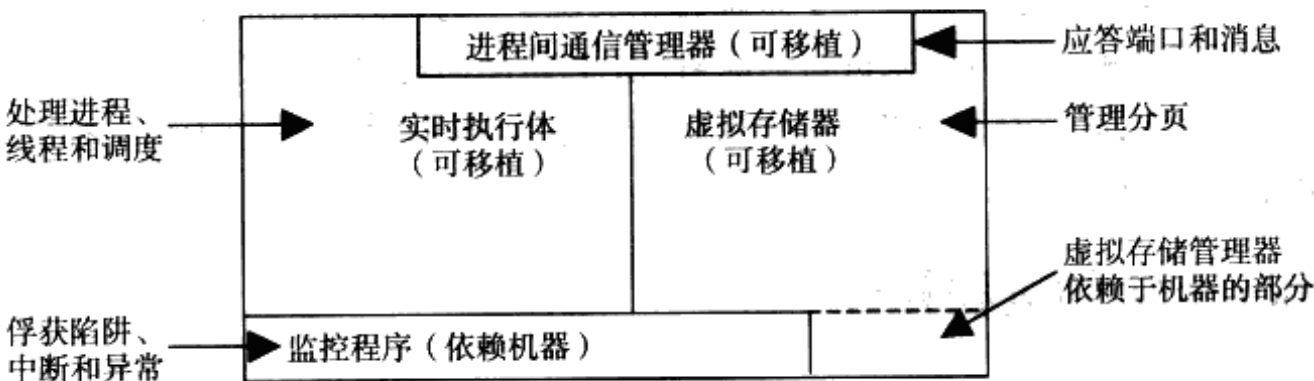 进程间通信管理器（可移植）
应答端口和消息
处理进程、
线程和调度
实时执行体
（可移植）
虚拟存储器
（可移植）
管理分页
虚拟存储管理器
依赖于机器的部分
俘获陷阱、
中断和异常
监控程序（依赖机器）